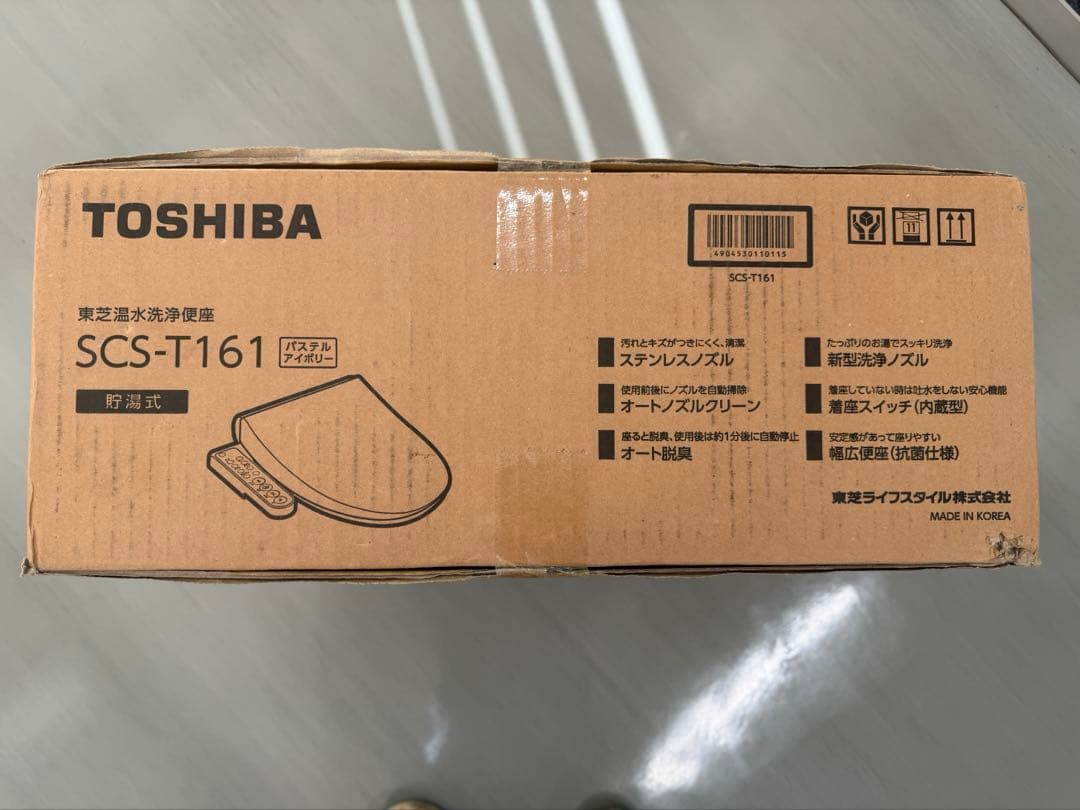 TOSHIBA
4904530110115
SCS-T161
11
東芝温水洗浄便座
SCS-T161
パステル
アイボリー
貯湯式
汚れとキズがつきにくく、清潔
ステンレスノズル
使用前後にノズルを自動掃除
オートノズルクリーン
座ると脱臭、使用後は約1分後に自動停止
オート脱臭
たっぷりのお湯でスッキリ洗浄
新型洗浄ノズル
着座していない時は吐水をしない安心機能
着座スイッチ(内蔵型)
安定感があって座りやすい
幅広便座(抗菌仕様)
東芝ライフスタイル株式会社
MADE IN KOREA